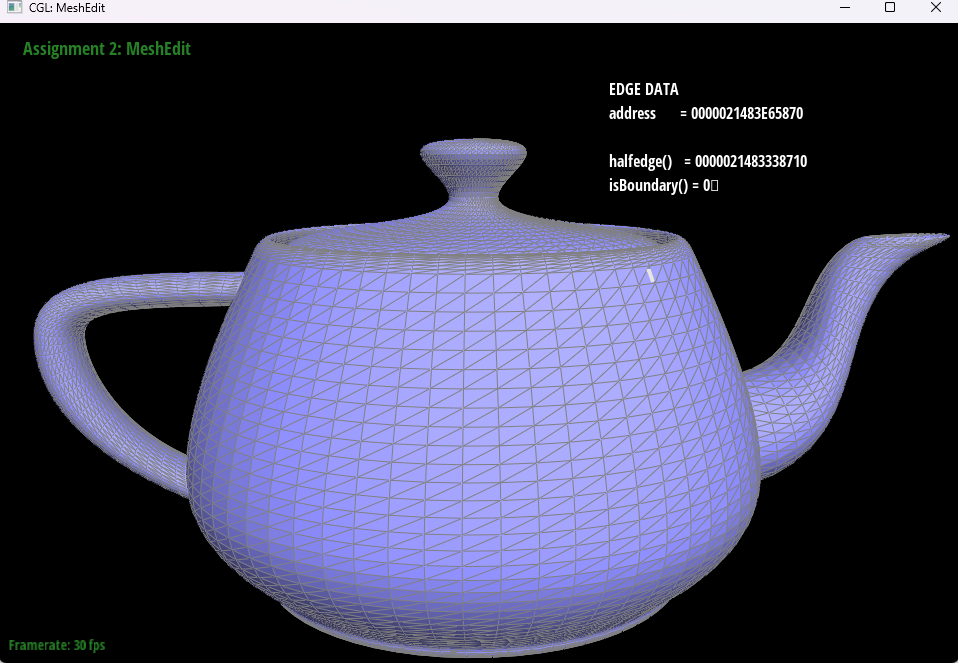 CGL: MeshEdit
Assignment 2: MeshEdit
EDGE DATA
address = 0000021483E65870
halfedge() = 0000021483338710
isBoundary() = 0▯
Framerate: 30 fps